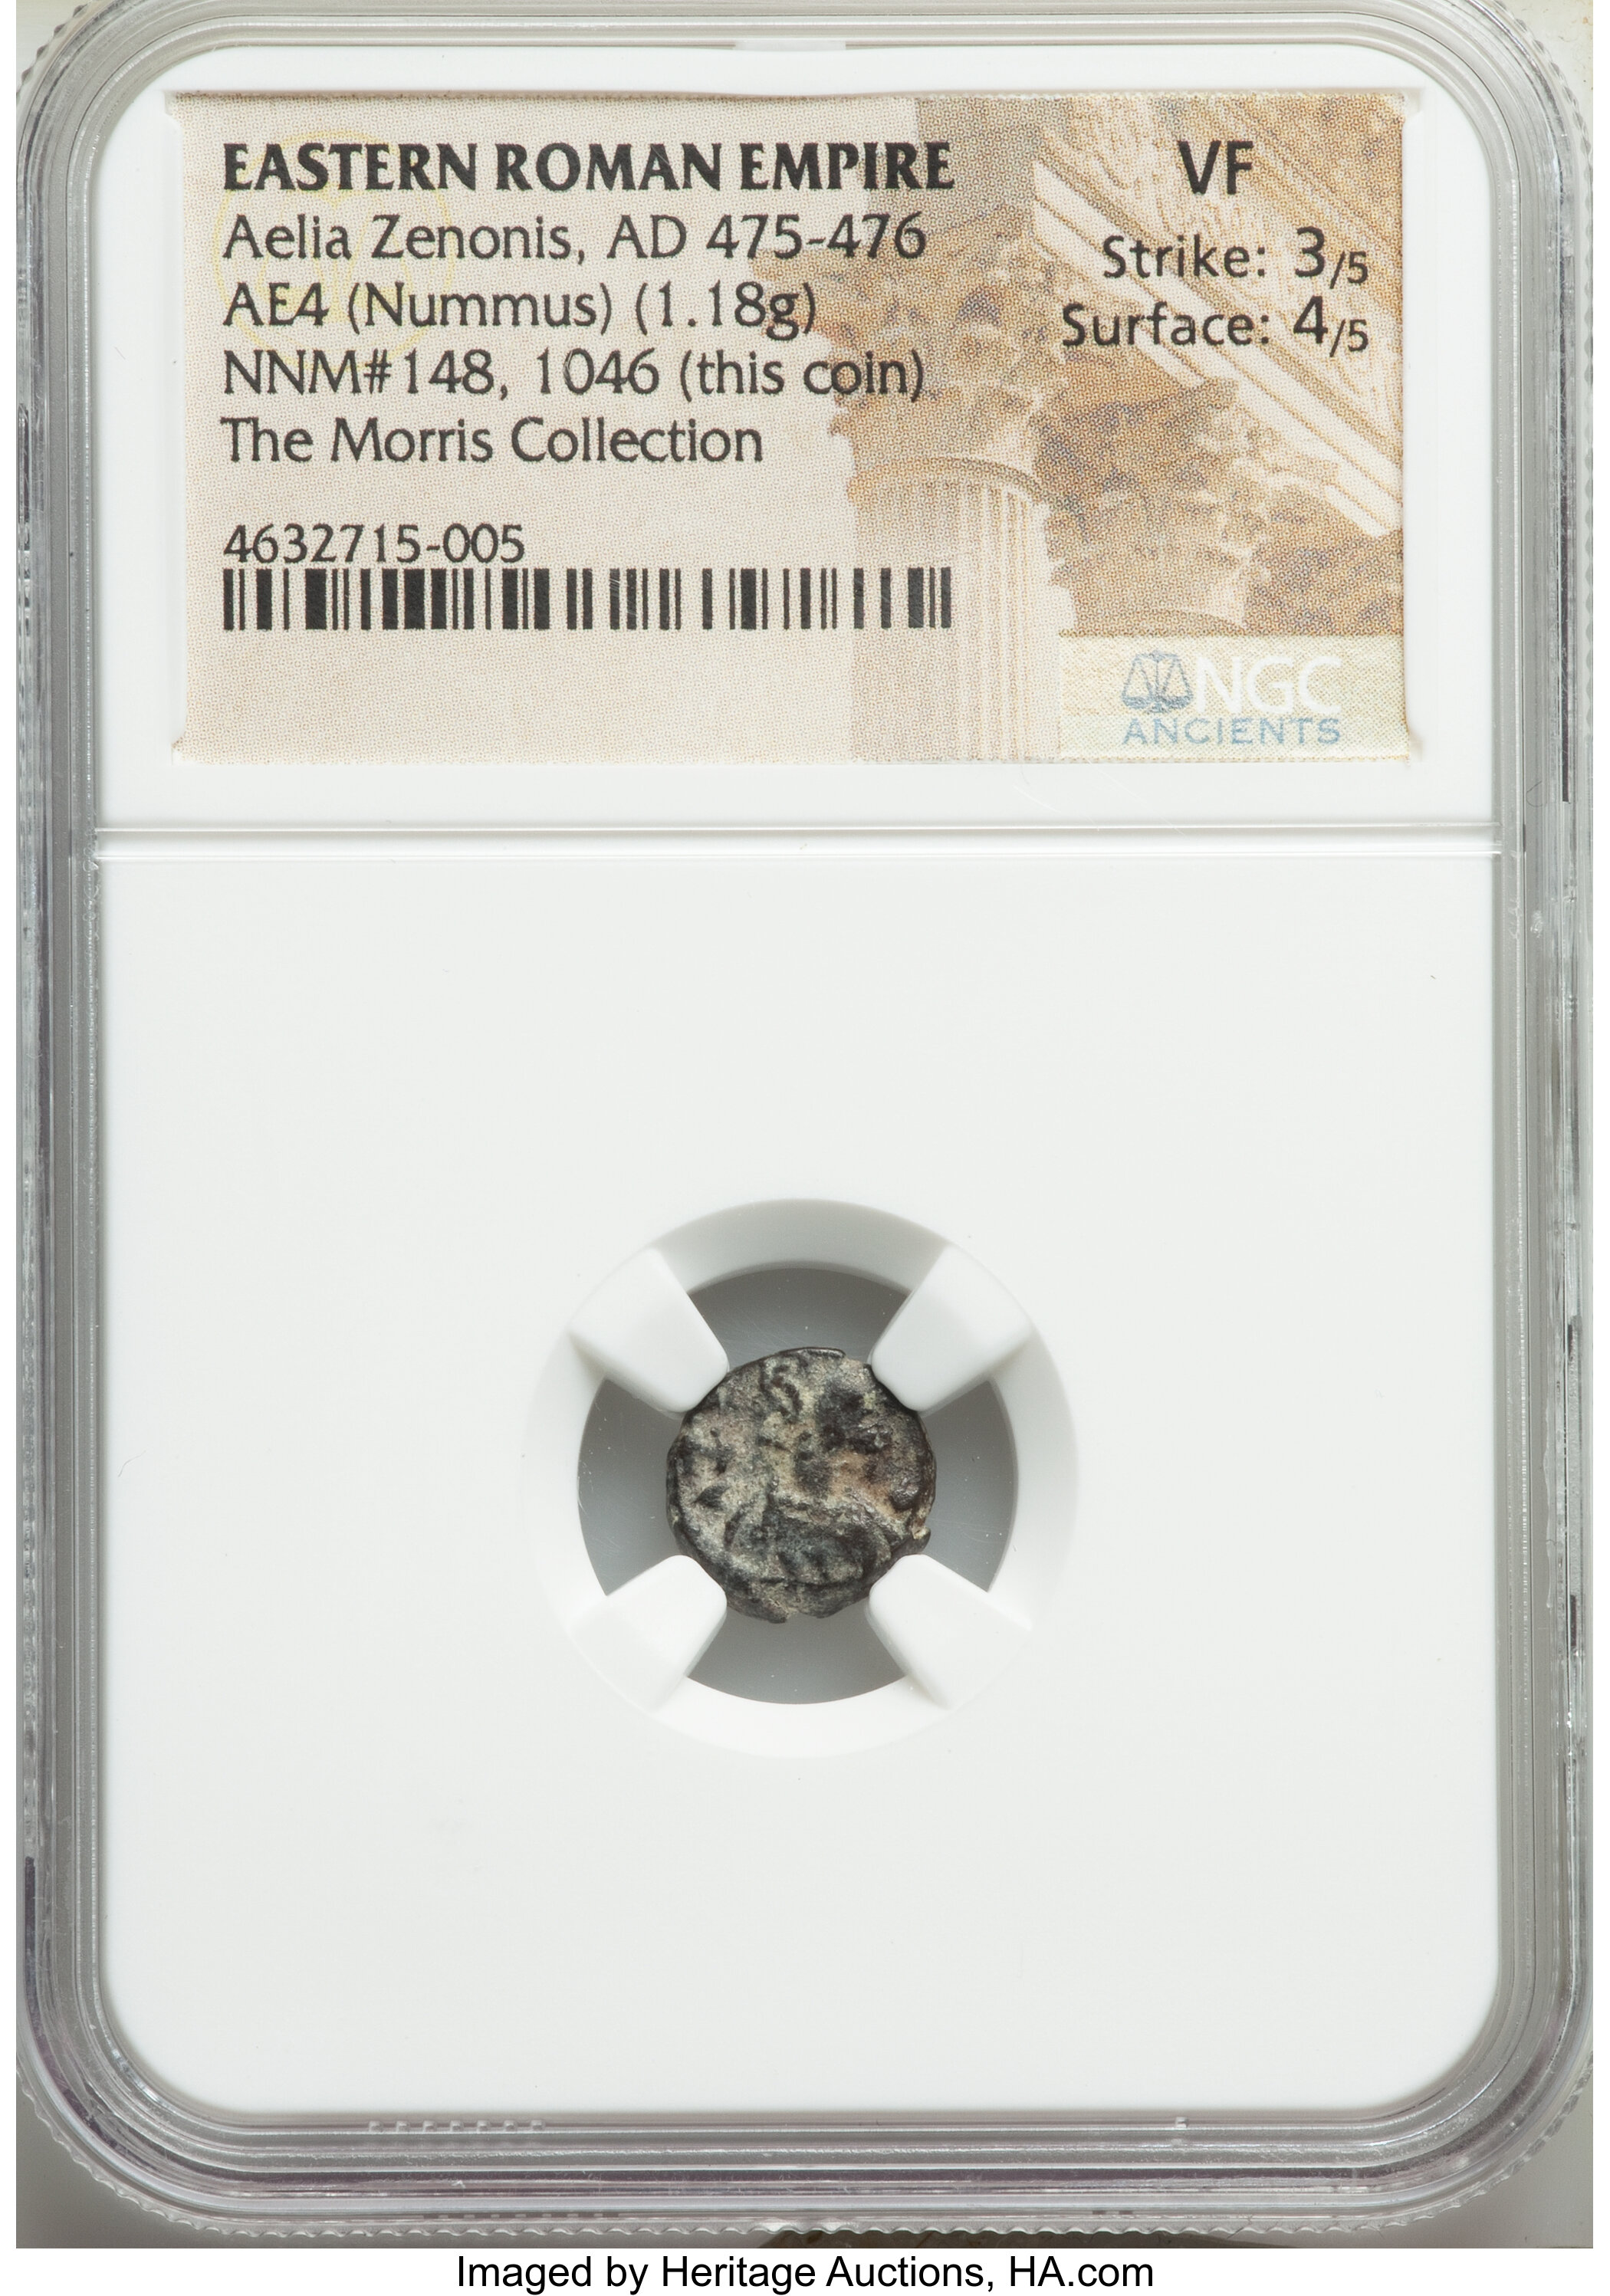 EASTERN ROMAN EMPIRE
Aelia Zenonis, AD 475-476
AE4 (Nummus) (1.18g)
NNM#148, 1046 (this coin)
The Morris Collection
4632715-005
VF
Strike: 3/5
Surface: 4/5
NGC
ANCIENTS
Imaged by Heritage Auctions, HA.com